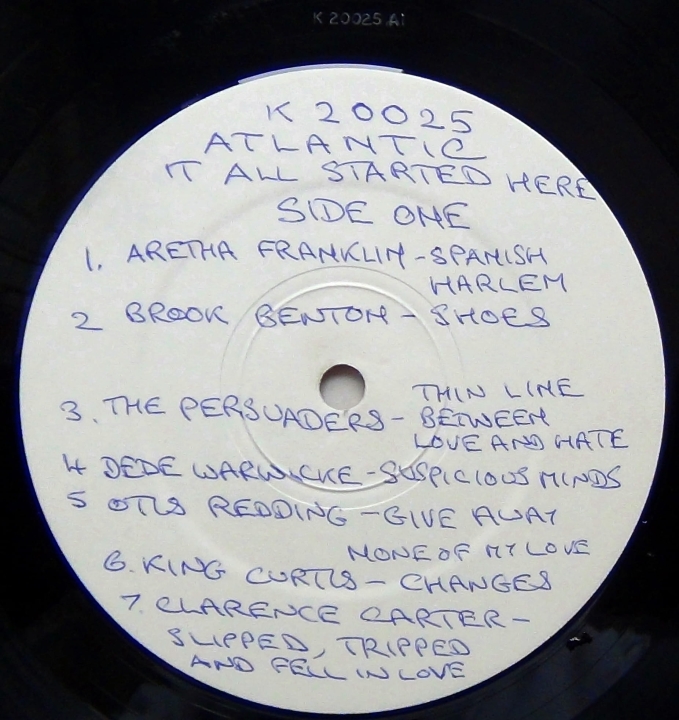 K 20025 A1
K 20025
ATLANTIC
IT ALL STARTED HERE
SIDE ONE
1. ARETHA FRANKLIN - SPANISH
HARLEM
2 BROOK BENTON - SHOES
3. THE PERSUADERS - THIN LINE
BETWEEN
LOVE AND HATE
4 DEDE WARWICKE - SUSPICIOUS MINDS
5 OTIS REDDING - GIVE AWAY
NONE OF MY LOVE
6. KING CURTIS - CHANGES
7. CLARENCE CARTER -
SLIPPED, TRIPPED
AND FELL IN LOVE